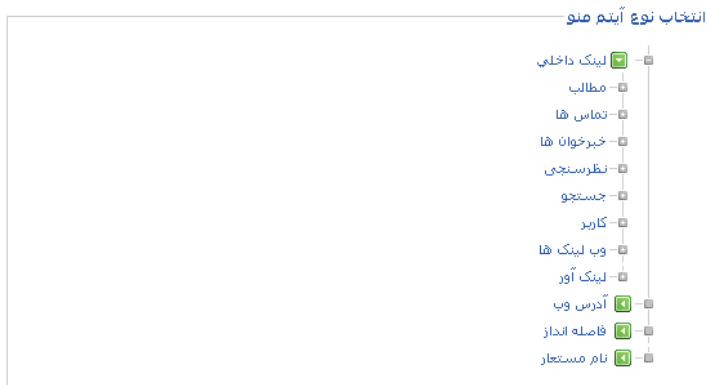 انتخاب نوع آیتم منو
لینک داخلي
مطالب
تماس ها
خبرخوان ها
نظرسنجی
جستجو
کاربر
وب لینک ها
لینک آور
آدرس وب
فاصله انداز
نام مستعار